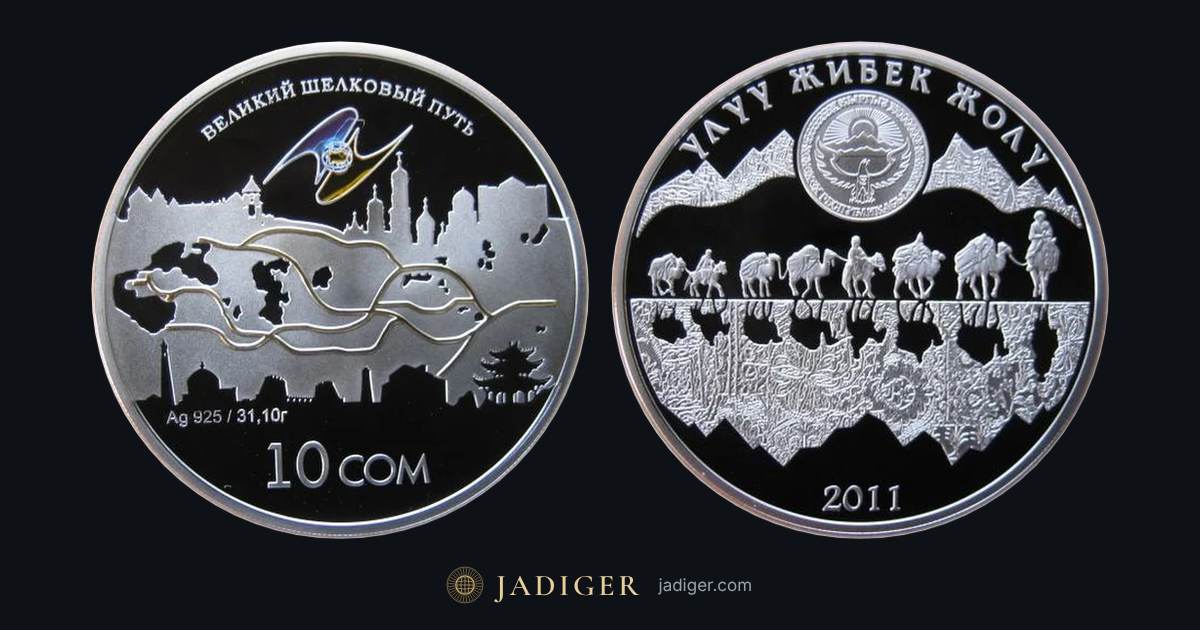 ВЕЛИКИЙ ШЕЛКОВЫЙ ПУТЬ
Ag 925 / 31,10г
10 СОМ
УЛУУ ЖИБЕК ЖОЛУ
2011
JADIGER jadiger.com